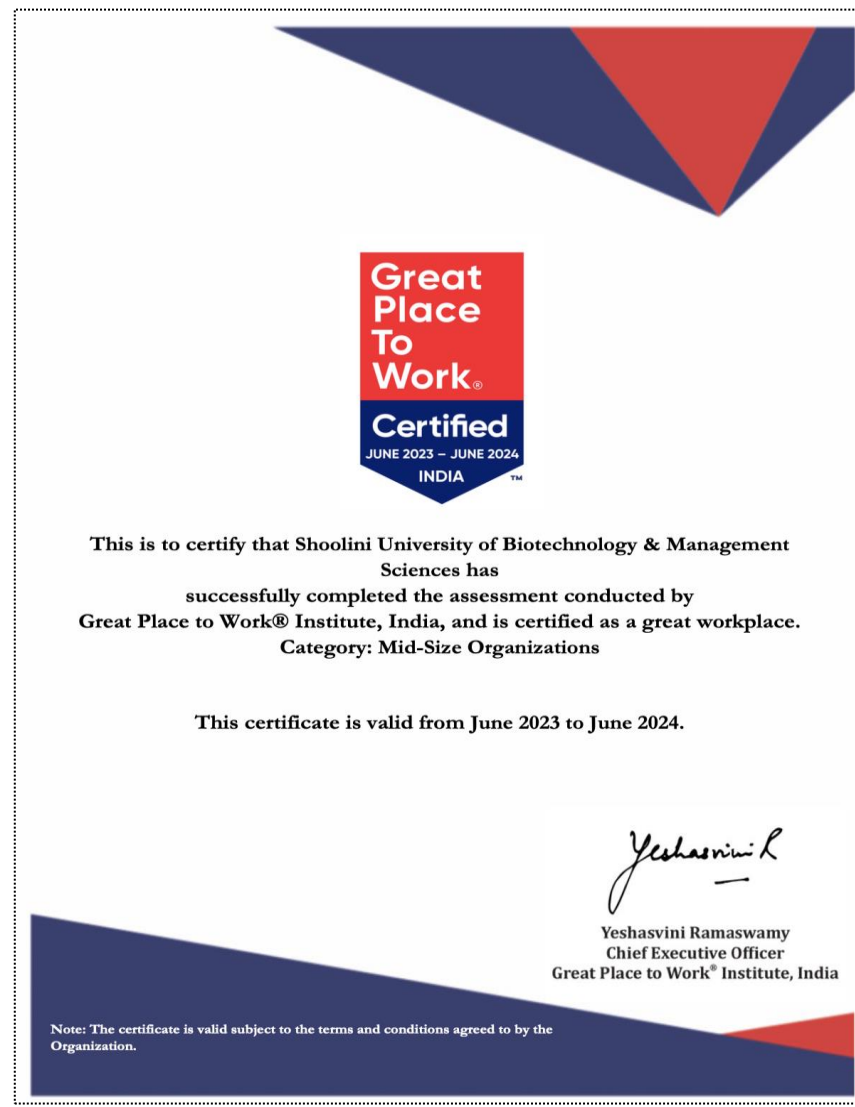 Great
Place
To
Work®
Certified
JUNE 2023 – JUNE 2024
INDIA
TM
This is to certify that Shoolini University of Biotechnology & Management
Sciences has
successfully completed the assessment conducted by
Great Place to Work® Institute, India, and is certified as a great workplace.
Category: Mid-Size Organizations
This certificate is valid from June 2023 to June 2024.
Yeshasvini R
Yeshasvini Ramaswamy
Chief Executive Officer
Great Place to Work® Institute, India
Note: The certificate is valid subject to the terms and conditions agreed to by the
Organization.